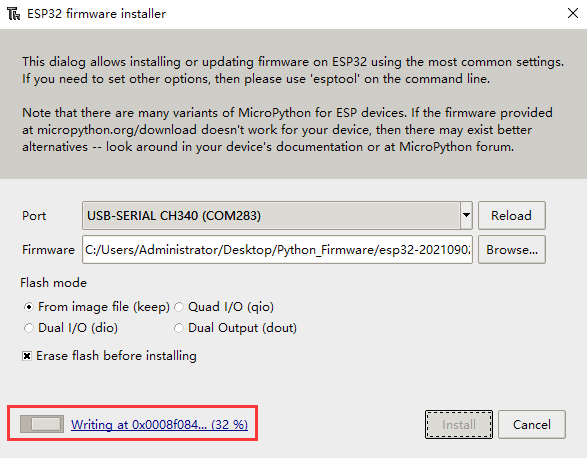 ESP32 firmware installer
This dialog allows installing or updating firmware on ESP32 using the most common settings.
If you need to set other options, then please use 'esptool' on the command line.
Note that there are many variants of MicroPython for ESP devices. If the firmware provided
at micropython.org/download doesn't work for your device, then there may exist better
alternatives -- look around in your device's documentation or at MicroPython forum.
Port USB-SERIAL CH340 (COM283) Reload
Firmware C:/Users/Administrator/Desktop/Python_Firmware/esp32-20210902 Browse...
Flash mode
From image file (keep) Quad I/O (qio)
Dual I/O (dio) Dual Output (dout)
Erase flash before installing
Writing at 0x0008f084... (32 %) Install Cancel